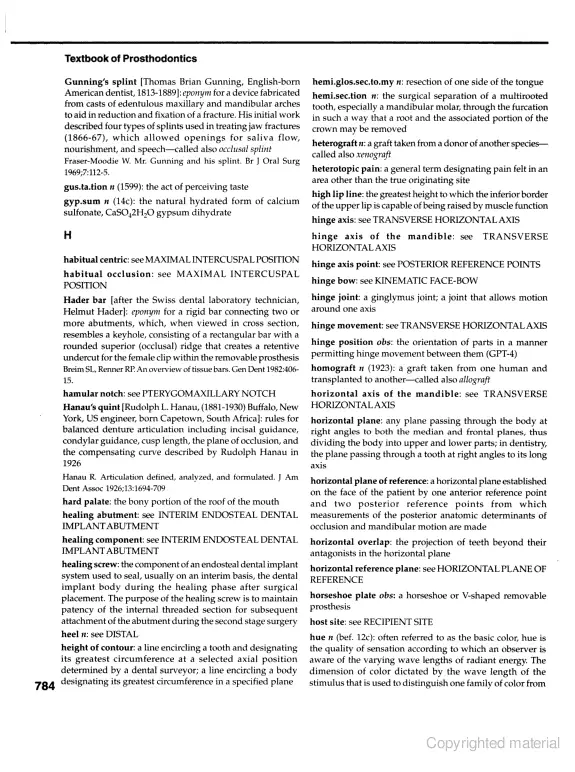 Textbook of Prosthodontics
Gunning's splint [Thomas Brian Gunning, English-born
American dentist, 1813-1889]: eponym for a device fabricated
from casts of edentulous maxillary and mandibular arches
to aid in reduction and fixation of a fracture. His initial work
described four types of splints used in treating jaw fractures
(1866-67), which allowed openings for saliva flow,
nourishment, and speech—called also occlusal splint
Fraser-Moodie W. Mr. Gunning and his splint. Br J Oral Surg
1969;7:112-5.
gus.ta.tion n (1599): the act of perceiving taste
gyp.sum n (14c): the natural hydrated form of calcium
sulfonate, CaSO₄2H₂O gypsum dihydrate
H
habitual centric: see MAXIMAL INTERCUSPAL POSITION
habitual occlusion: see MAXIMAL INTERCUSPAL
POSITION
Hader bar [after the Swiss dental laboratory technician,
Helmut Hader]: eponym for a rigid bar connecting two or
more abutments, which, when viewed in cross section,
resembles a keyhole, consisting of a rectangular bar with a
rounded superior (occlusal) ridge that creates a retentive
undercut for the female clip within the removable prosthesis
Breim SL, Renner RP. An overview of tissue bars. Gen Dent 1982:406-
15.
hamular notch: see PTERYGOMAXILLARY NOTCH
Hanau's quint [Rudolph L. Hanau, (1881-1930) Buffalo, New
York, US engineer, born Capetown, South Africa]: rules for
balanced denture articulation including incisal guidance,
condylar guidance, cusp length, the plane of occlusion, and
the compensating curve described by Rudolph Hanau in
1926
Hanau R. Articulation defined, analyzed, and formulated. J Am
Dent Assoc 1926;13:1694-709
hard palate: the bony portion of the roof of the mouth
healing abutment: see INTERIM ENDOSTEAL DENTAL
IMPLANT ABUTMENT
healing component: see INTERIM ENDOSTEAL DENTAL
IMPLANT ABUTMENT
healing screw: the component of an endosteal dental implant
system used to seal, usually on an interim basis, the dental
implant body during the healing phase after surgical
placement. The purpose of the healing screw is to maintain
patency of the internal threaded section for subsequent
attachment of the abutment during the second stage surgery
heel n: see DISTAL
height of contour: a line encircling a tooth and designating
its greatest circumference at a selected axial position
determined by a dental surveyor; a line encircling a body
designating its greatest circumference in a specified plane
784
hemi.glos.sec.to.my n: resection of one side of the tongue
hemi.sec.tion n: the surgical separation of a multirooted
tooth, especially a mandibular molar, through the furcation
in such a way that a root and the associated portion of the
crown may be removed
heterograft n: a graft taken from a donor of another species—
called also xenograft
heterotopic pain: a general term designating pain felt in an
area other than the true originating site
high lip line: the greatest height to which the inferior border
of the upper lip is capable of being raised by muscle function
hinge axis: see TRANSVERSE HORIZONTAL AXIS
hinge axis of the mandible: see TRANSVERSE
HORIZONTAL AXIS
hinge axis point: see POSTERIOR REFERENCE POINTS
hinge bow: see KINEMATIC FACE-BOW
hinge joint: a ginglymus joint; a joint that allows motion
around one axis
hinge movement: see TRANSVERSE HORIZONTAL AXIS
hinge position obs: the orientation of parts in a manner
permitting hinge movement between them (GPT-4)
homograft n (1923): a graft taken from one human and
transplanted to another—called also allograft
horizontal axis of the mandible: see TRANSVERSE
HORIZONTAL AXIS
horizontal plane: any plane passing through the body at
right angles to both the median and frontal planes, thus
dividing the body into upper and lower parts; in dentistry,
the plane passing through a tooth at right angles to its long
axis
horizontal plane of reference: a horizontal plane established
on the face of the patient by one anterior reference point
and two posterior reference points from which
measurements of the posterior anatomic determinants of
occlusion and mandibular motion are made
horizontal overlap: the projection of teeth beyond their
antagonists in the horizontal plane
horizontal reference plane: see HORIZONTAL PLANE OF
REFERENCE
horseshoe plate obs: a horseshoe or V-shaped removable
prosthesis
host site: see RECIPIENT SITE
hue n (bef. 12c): often referred to as the basic color, hue is
the quality of sensation according to which an observer is
aware of the varying wave lengths of radiant energy. The
dimension of color dictated by the wave length of the
stimulus that is used to distinguish one family of color from
Copyrighted material